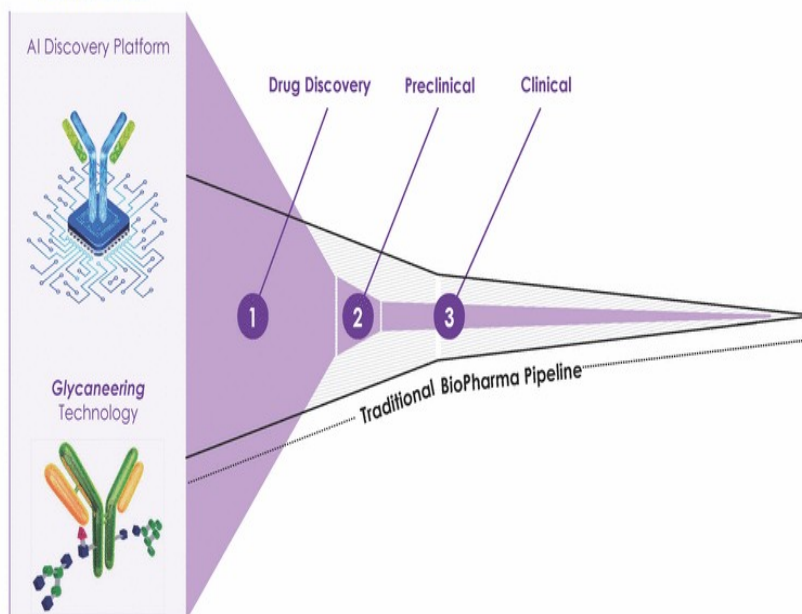 AI Discovery Platform
Drug Discovery
Preclinical
Clinical
1
2
3
Traditional BioPharma Pipeline
Glycaneering
Technology